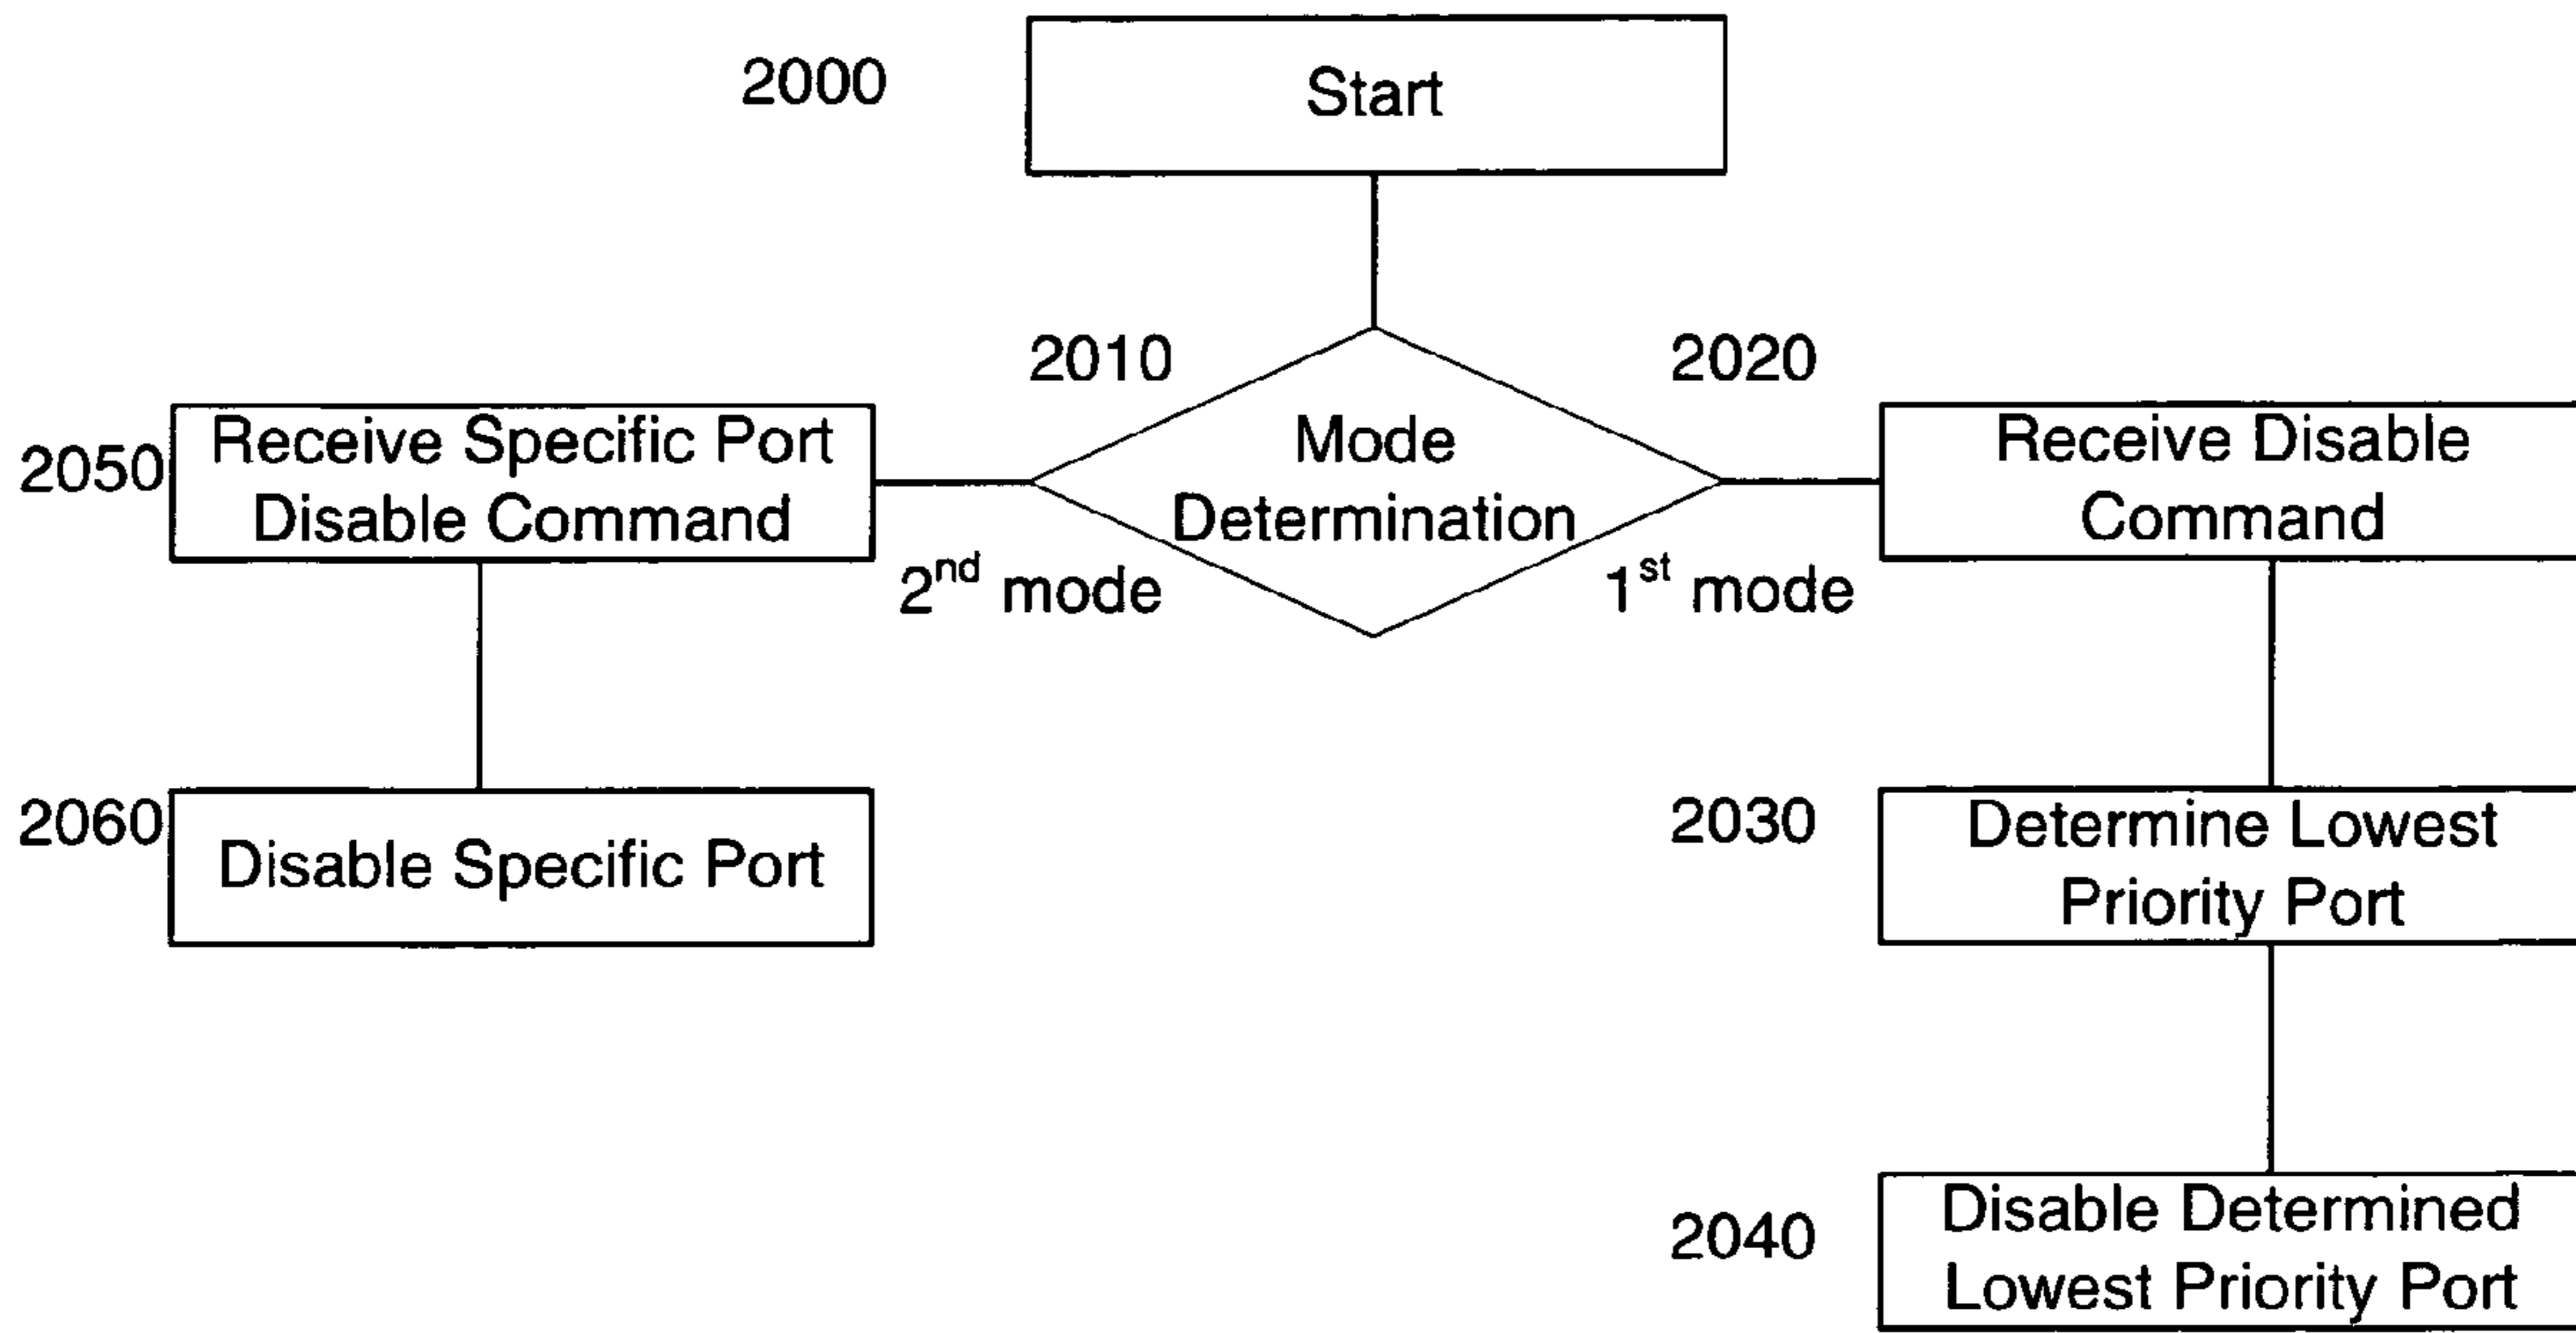 2000
Start
2010
Mode
Determination
2nd mode
1st mode
2050
Receive Specific Port
Disable Command
2060
Disable Specific Port
2020
Receive Disable
Command
2030
Determine Lowest
Priority Port
2040
Disable Determined
Lowest Priority Port